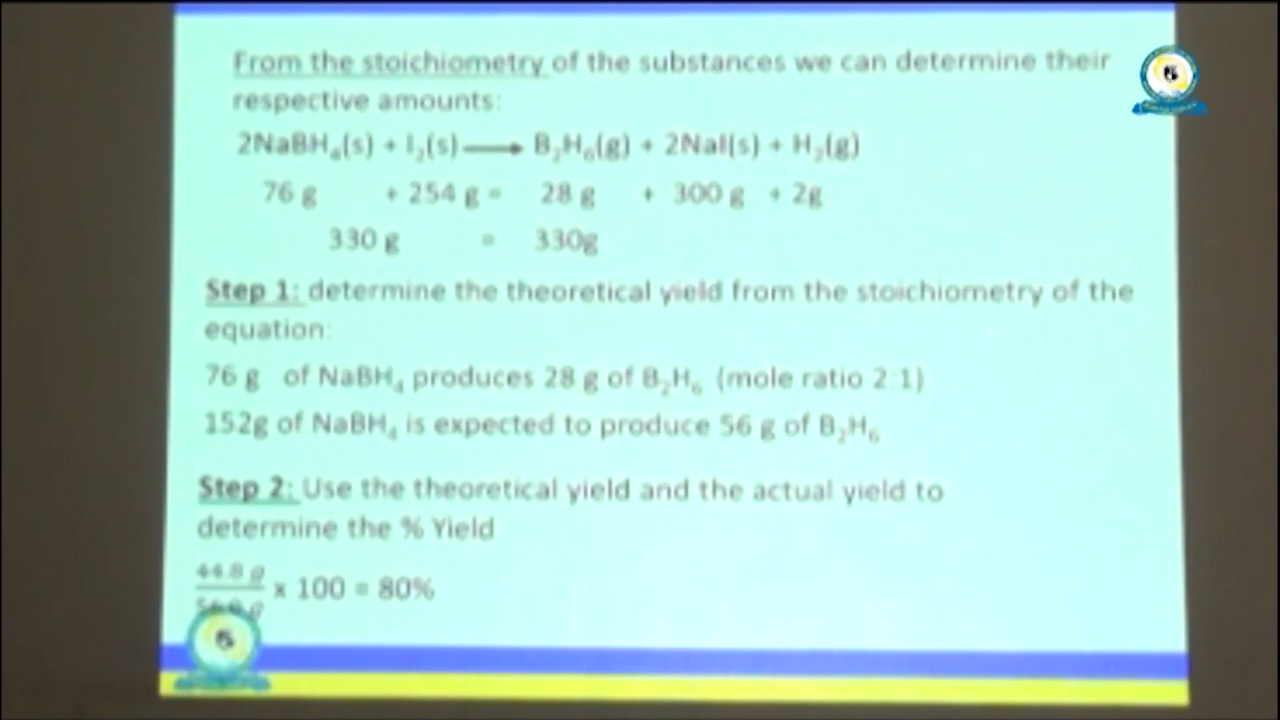 From the stoichiometry of the substances we can determine their
respective amounts:
2NaBH₄(s) + I₂(s) ⟶ B₂H₆(g) + 2NaI(s) + H₂(g)
76 g + 254 g = 28 g + 300 g + 2g
330 g = 330g
Step 1: determine the theoretical yield from the stoichiometry of the
equation:
76 g of NaBH₄ produces 28 g of B₂H₆ (mole ratio 2:1)
152g of NaBH₄ is expected to produce 56 g of B₂H₆
Step 2: Use the theoretical yield and the actual yield to
determine the % Yield
44.8 g
x 100 = 80%
56.0 g